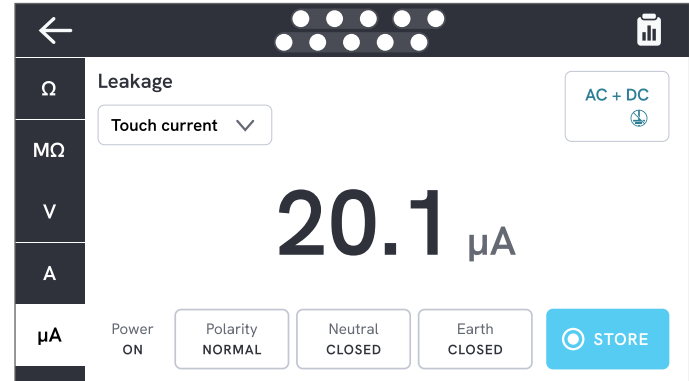 Ω
MΩ
V
A
µA
Leakage
Touch current
AC + DC
20.1 µA
Power
ON
Polarity
NORMAL
Neutral
CLOSED
Earth
CLOSED
STORE